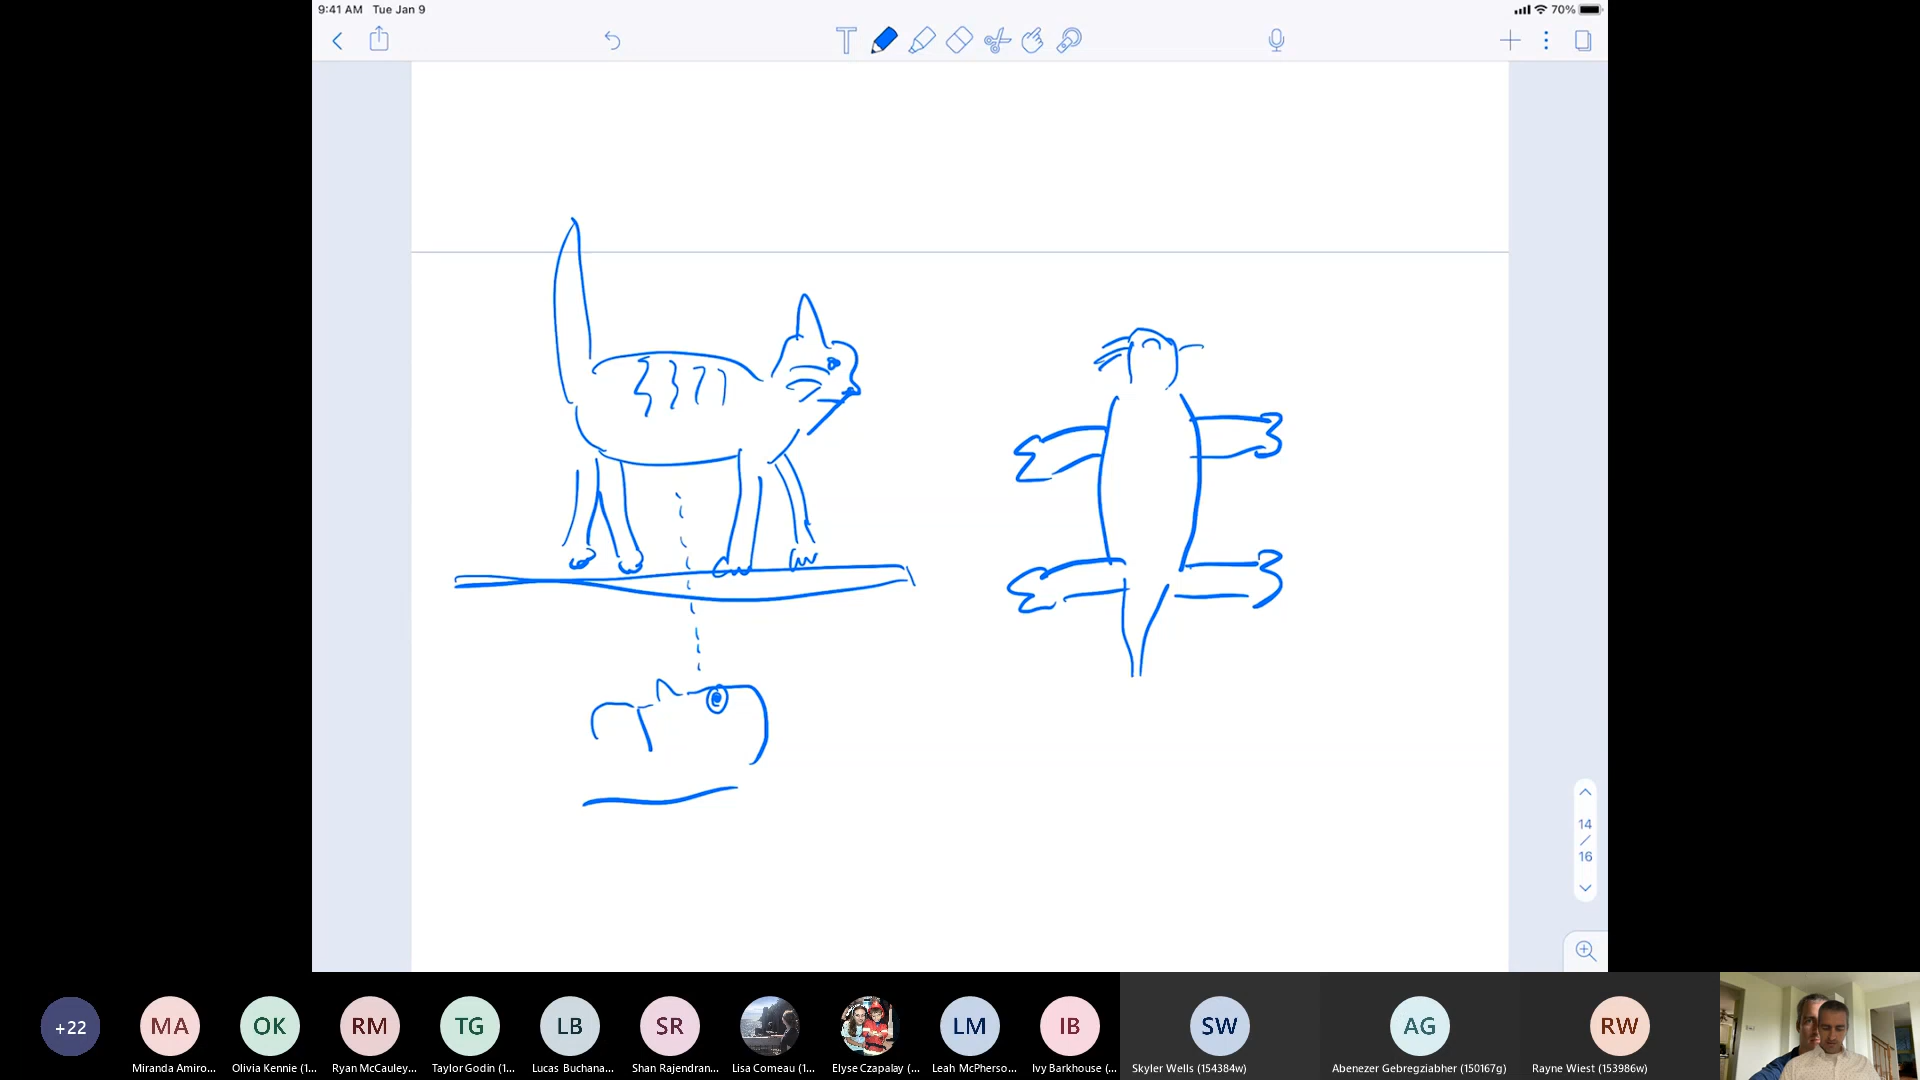 9:41 AM Tue Jan 9
70%
T
14
/
16
+22
MA
OK
RM
TG
LB
SR
LM
IB
SW
AG
RW
Miranda Amiro...
Olivia Kennie (1...
Ryan McCauley...
Taylor Godin (1...
Lucas Buchana...
Shan Rajendran...
Lisa Comeau (1...
Elyse Czapalay (...
Leah McPherso...
Ivy Barkhouse (...
Skyler Wells (154384w)
Abenezer Gebregziabher (150167g)
Rayne Wiest (153986w)